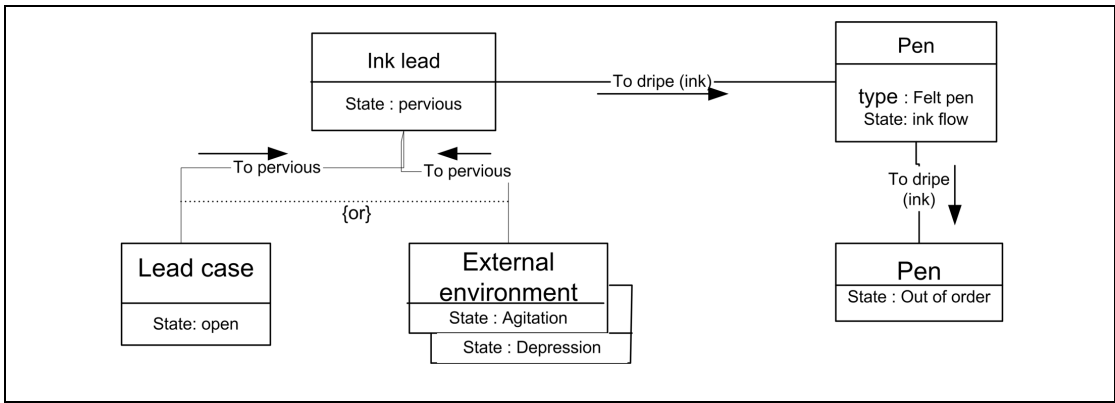 Ink lead
State : pervious
To dripe (ink)
Pen
type : Felt pen
State: ink flow
To pervious
To pervious
{or}
To dripe
(ink)
Lead case
State: open
External
environment
State : Agitation
State : Depression
Pen
State : Out of order